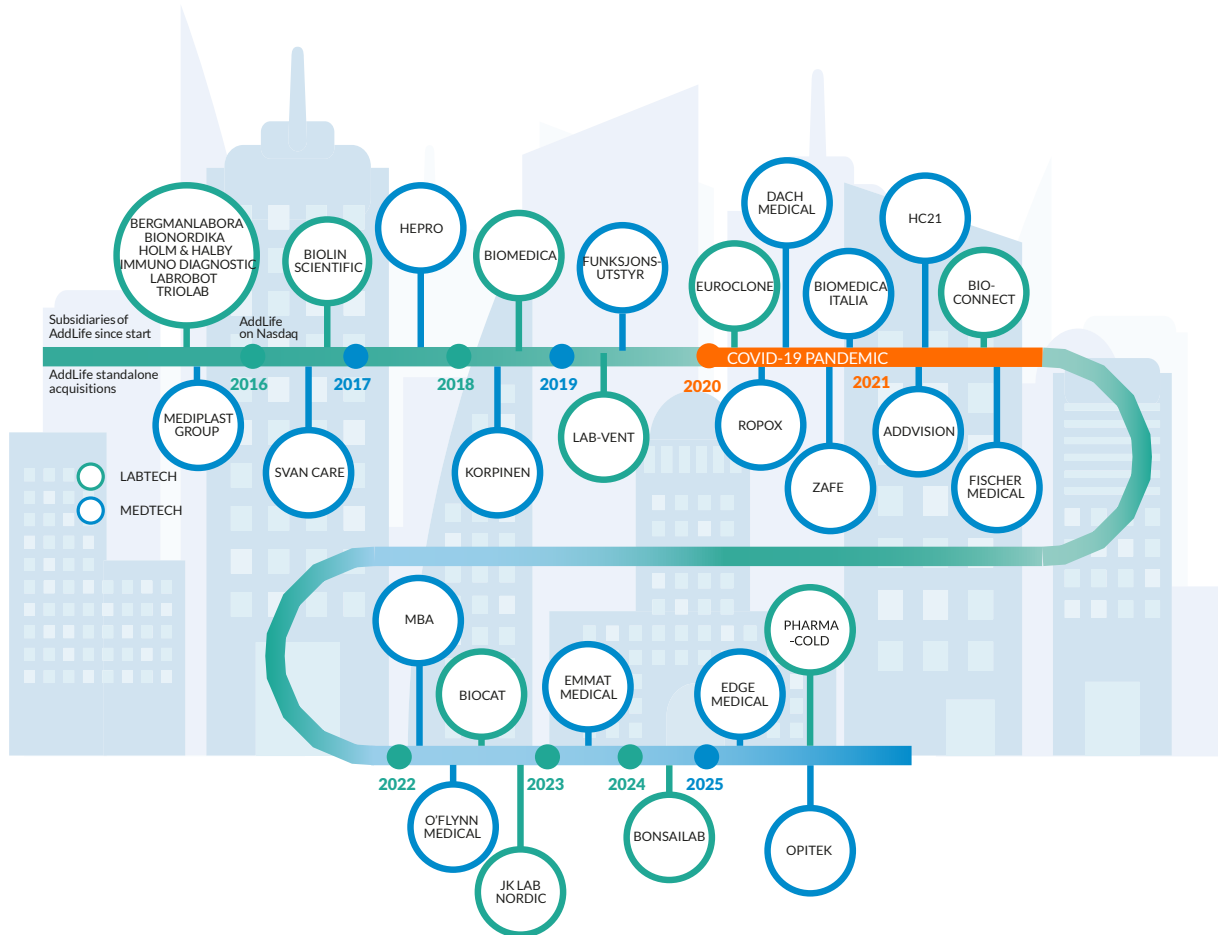 DACH
MEDICAL
HC21
BERGMANLABORA
BIONORDIKA
HOLM & HALBY
IMMUNO DIAGNOSTIC
LABROBOT
TRIOLAB
BIOLIN
SCIENTIFIC
HEPRO
BIOMEDICA
FUNKSJONS-
UTSTYR
EUROCLONE
BIOMEDICA
ITALIA
BIO-
CONNECT
Subsidiaries of
AddLife since start
AddLife
on Nasdaq
COVID-19 PANDEMIC
AddLife standalone
acquisitions
2016
2017
2018
2019
2020
2021
MEDIPLAST
GROUP
SVAN CARE
KORPINEN
LAB-VENT
ROPOX
ZAFE
ADDVISION
FISCHER
MEDICAL
LABTECH
MEDTECH
MBA
BIOCAT
EMMAT
MEDICAL
EDGE
MEDICAL
PHARMA
-COLD
2022
2023
2024
2025
O'FLYNN
MEDICAL
JK LAB
NORDIC
BONSAILAB
OPITEK